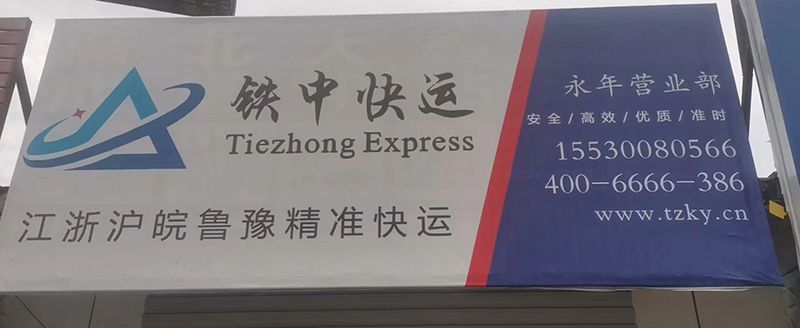 铁中快运
Tiezhong Express
江浙沪皖鲁豫精准快运
永年营业部
安全/高效/优质/准时
15530080566
400-6666-386
www.tzky.cn